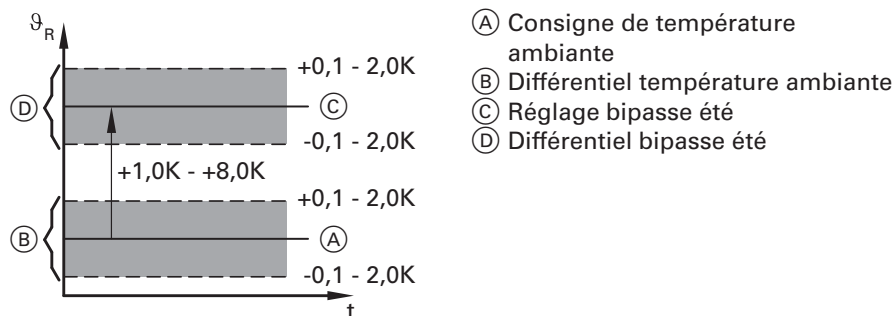 ϑR
+0,1 - 2,0K
Ⓓ
Ⓒ
-0,1 - 2,0K
+1,0K - +8,0K
+0,1 - 2,0K
Ⓑ
Ⓐ
-0,1 - 2,0K
t
Ⓐ Consigne de température
ambiante
Ⓑ Différentiel température ambiante
Ⓒ Réglage bipasse été
Ⓓ Différentiel bipasse été